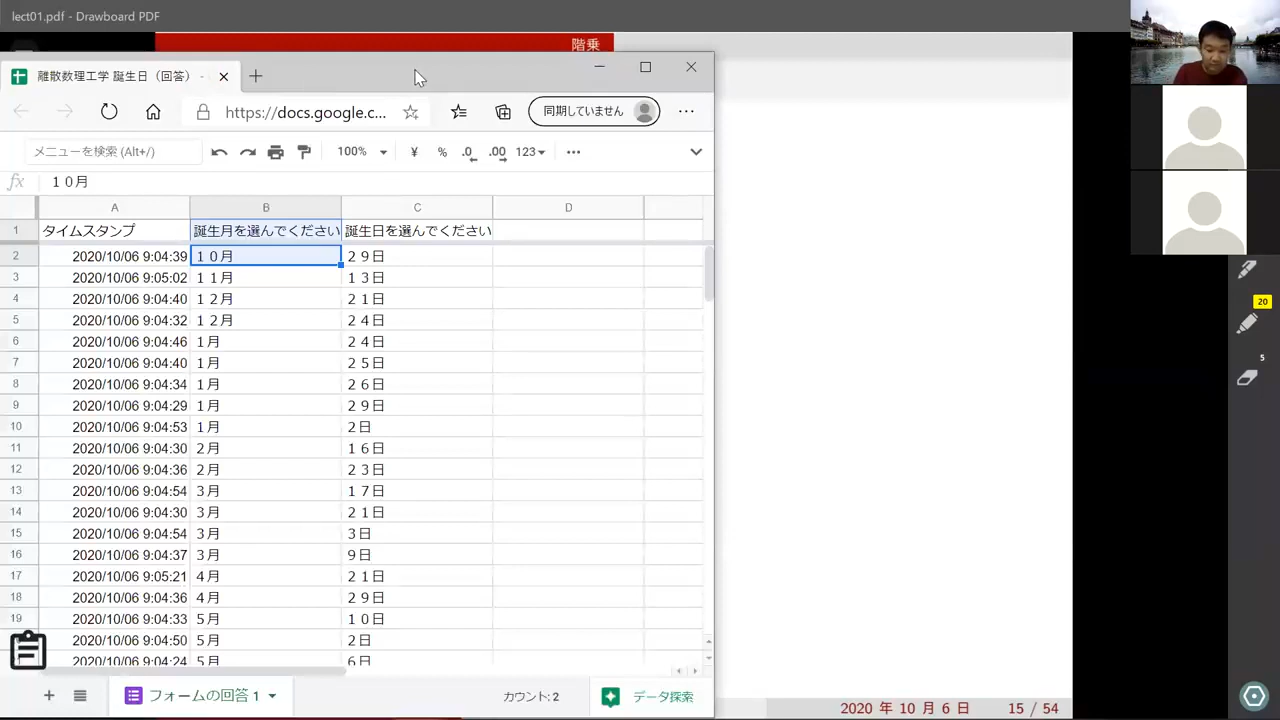 lect01.pdf - Drawboard PDF
階乗
離散数理工学 誕生日（回答） -
https://docs.google.c...
同期していません
メニューを検索 (Alt+/)
100%
¥
%
.0
.00
123
fx
１０月
A
B
C
D
1 タイムスタンプ 誕生月を選んでください 誕生日を選んでください
2 2020/10/06 9:04:39 １０月 ２９日
3 2020/10/06 9:05:02 １１月 １３日
4 2020/10/06 9:04:40 １２月 ２１日
5 2020/10/06 9:04:32 １２月 ２４日
6 2020/10/06 9:04:46 １月 ２４日
7 2020/10/06 9:04:40 １月 ２５日
8 2020/10/06 9:04:34 １月 ２６日
9 2020/10/06 9:04:29 １月 ２９日
10 2020/10/06 9:04:53 １月 ２日
11 2020/10/06 9:04:30 ２月 １６日
12 2020/10/06 9:04:36 ２月 ２３日
13 2020/10/06 9:04:54 ３月 １７日
14 2020/10/06 9:04:30 ３月 ２１日
15 2020/10/06 9:04:54 ３月 ３日
16 2020/10/06 9:04:37 ３月 ９日
17 2020/10/06 9:05:21 ４月 ２１日
18 2020/10/06 9:04:36 ４月 ２９日
19 2020/10/06 9:04:33 ５月 １０日
2020/10/06 9:04:50 ５月 ２日
2020/10/06 9:04:24 ５月 ６日
フォームの回答 1
カウント: 2
データ探索
2020 年 10 月 6 日 15 / 54
20
5